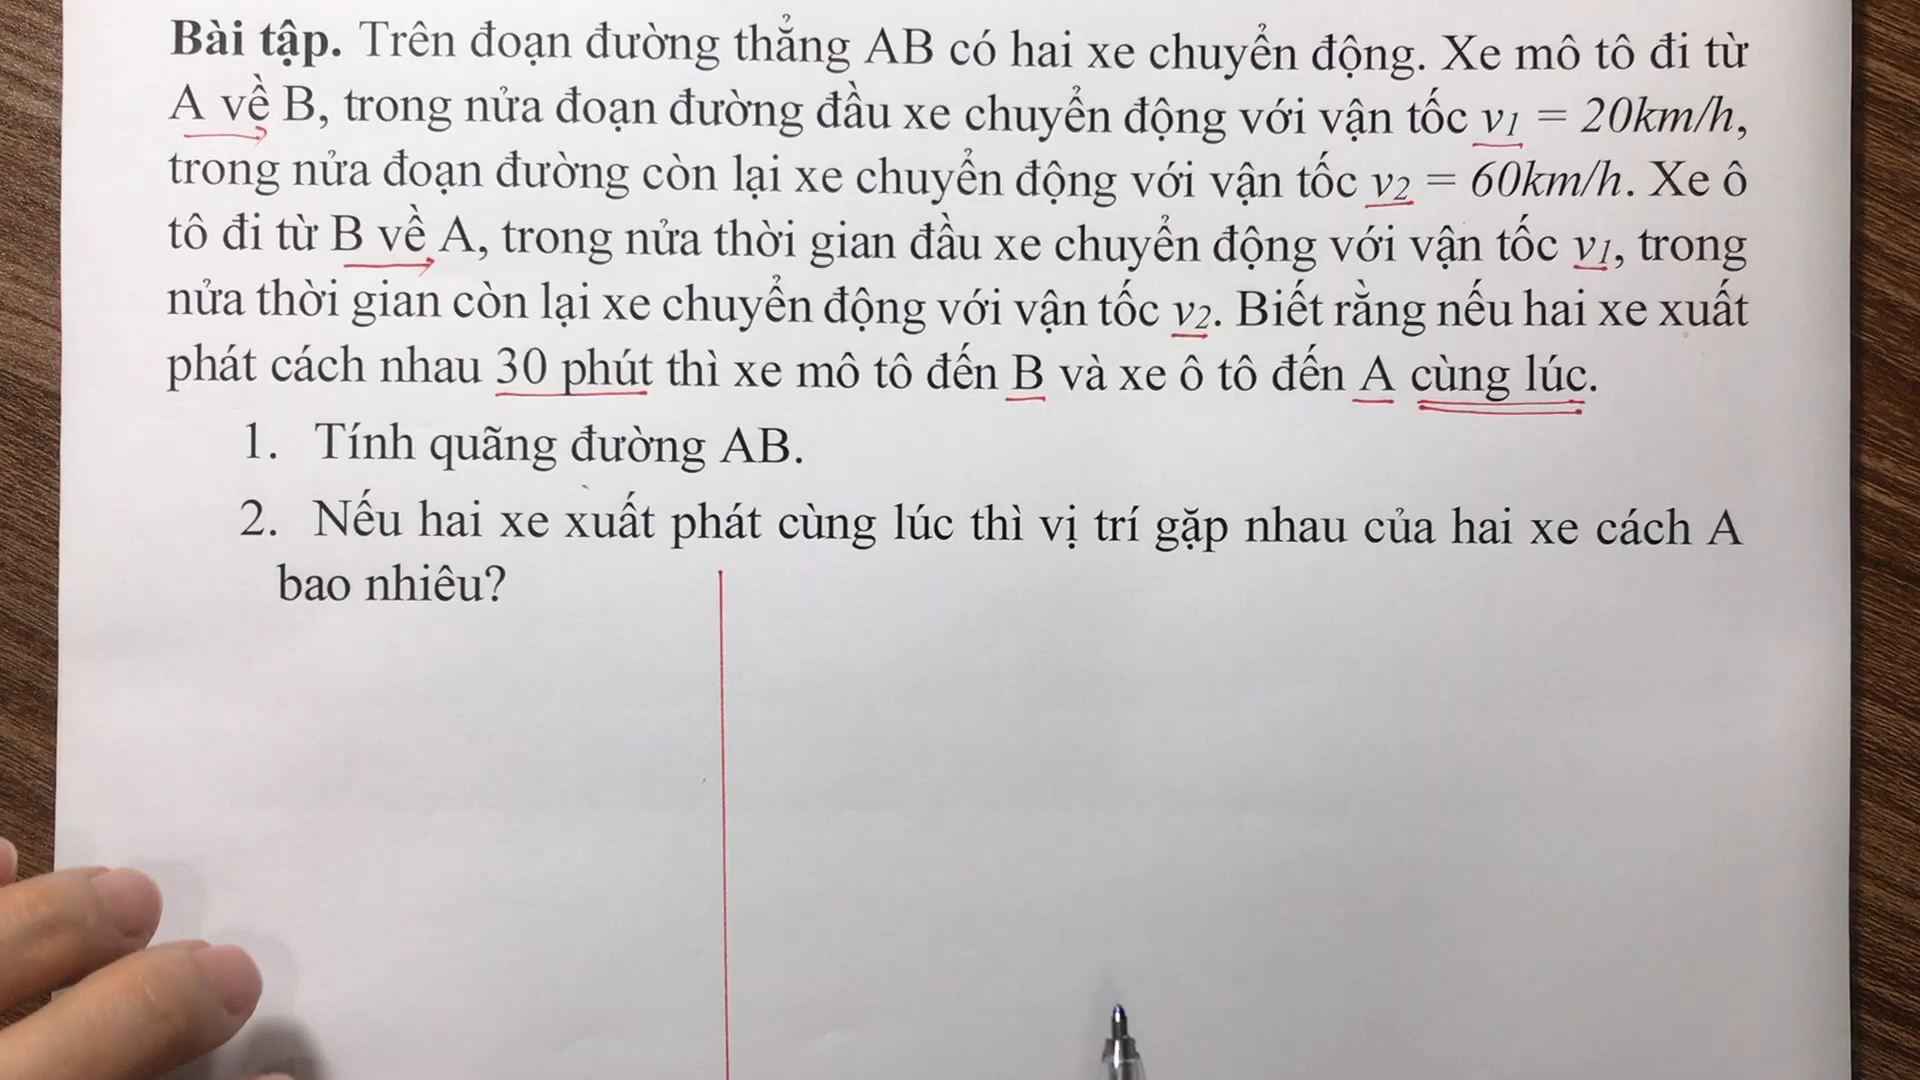 Bài tập. Trên đoạn đường thẳng AB có hai xe chuyển động. Xe mô tô đi từ
A về B, trong nửa đoạn đường đầu xe chuyển động với vận tốc v1 = 20km/h,
trong nửa đoạn đường còn lại xe chuyển động với vận tốc v2 = 60km/h. Xe ô
tô đi từ B về A, trong nửa thời gian đầu xe chuyển động với vận tốc v1, trong
nửa thời gian còn lại xe chuyển động với vận tốc v2. Biết rằng nếu hai xe xuất
phát cách nhau 30 phút thì xe mô tô đến B và xe ô tô đến A cùng lúc.
1. Tính quãng đường AB.
2. Nếu hai xe xuất phát cùng lúc thì vị trí gặp nhau của hai xe cách A
bao nhiêu?